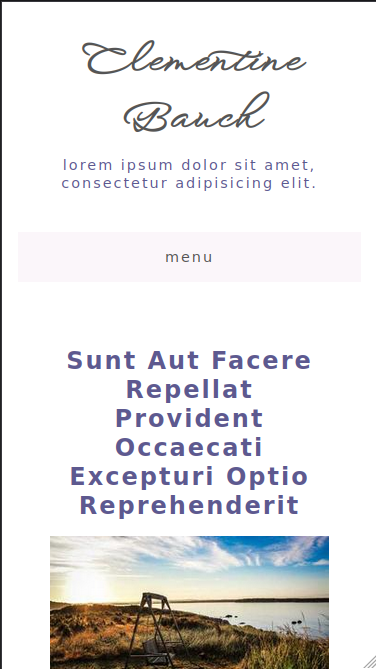 Clementine
Bauch
lorem ipsum dolor sit amet,
consectetur adipisicing elit.
menu
Sunt Aut Facere
Repellat
Provident
Occaecati
Excepturi Optio
Reprehenderit